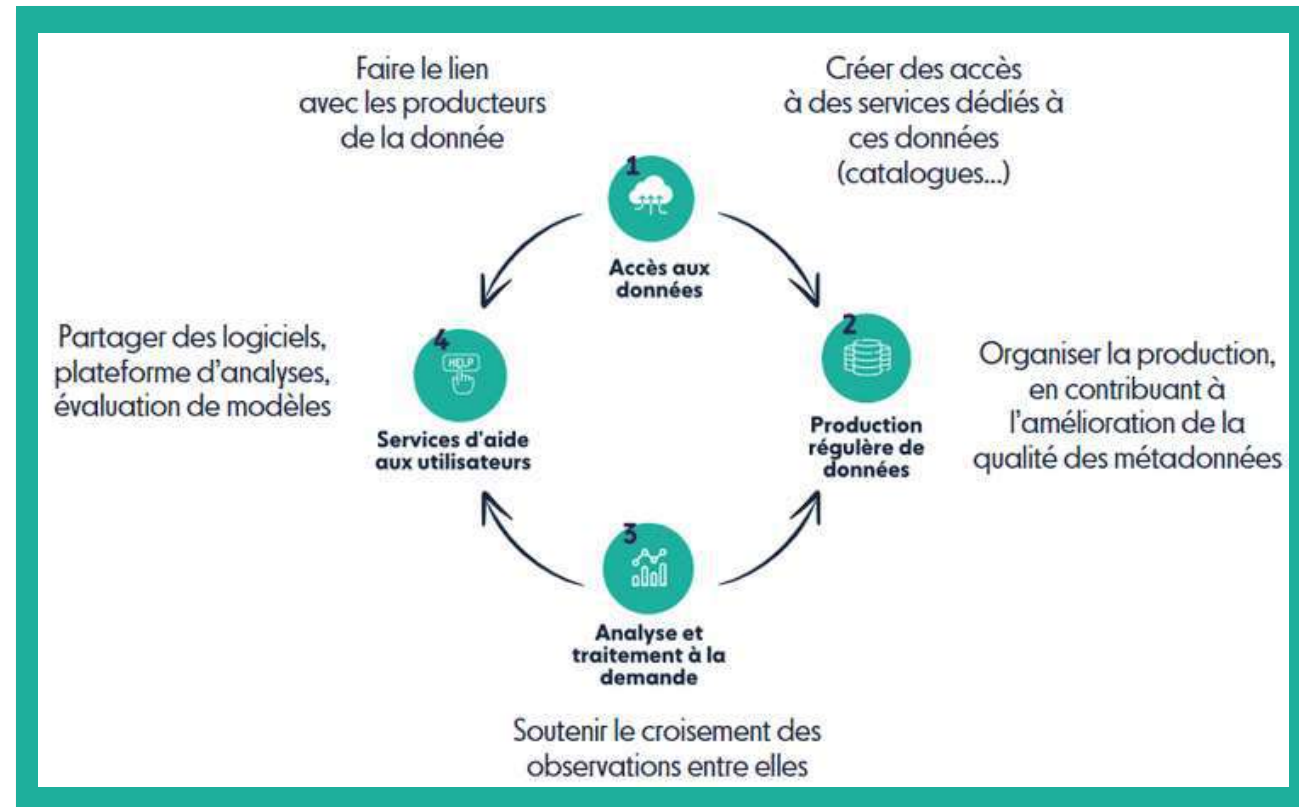 Faire le lien
avec les producteurs
de la donnée
Créer des accès
à des services dédiés à
ces données
(catalogues...)
1
Accès aux
données
2
Production
régulère de
données
Organiser la production,
en contribuant à
l'amélioration de la
qualité des métadonnées
Partager des logiciels,
plateforme d'analyses,
évaluation de modèles
4
HELP
Services d'aide
aux utilisateurs
3
Analyse et
traitement à la
demande
Soutenir le croisement des
observations entre elles